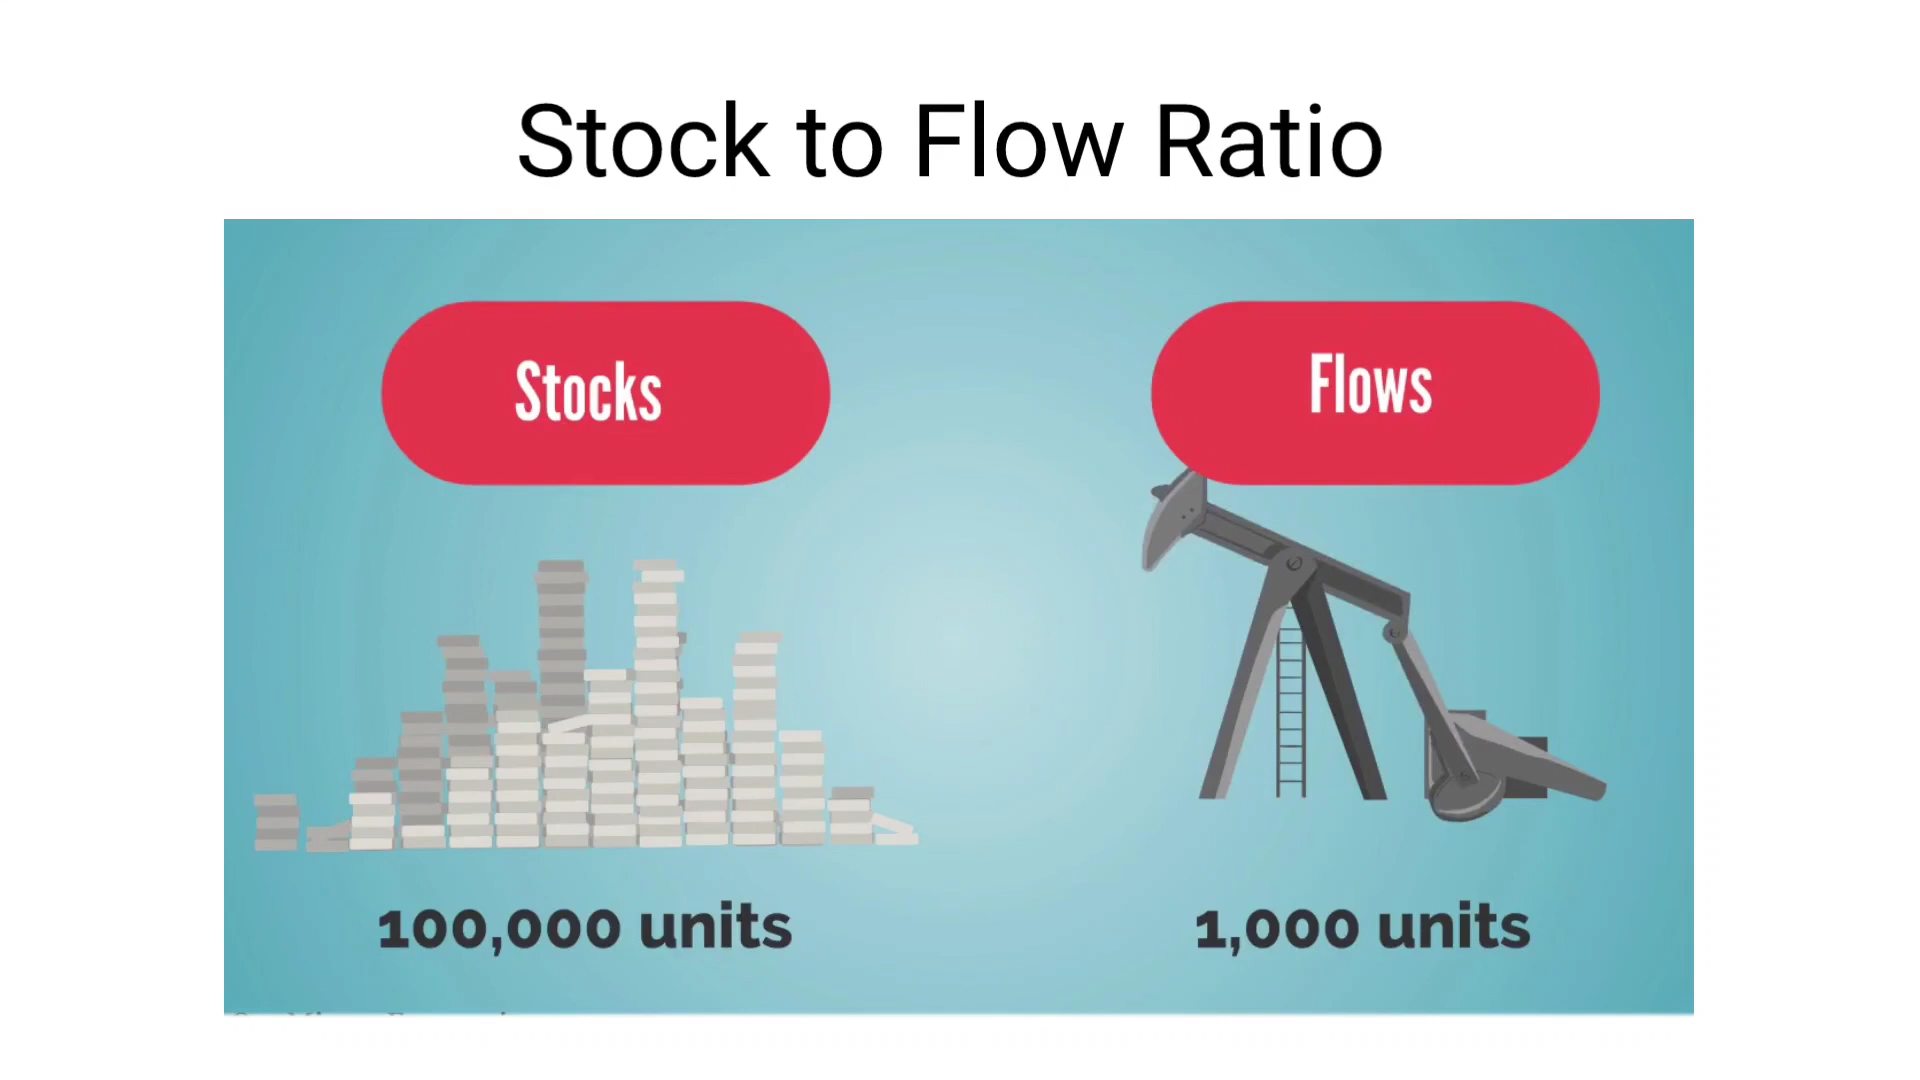 Stock to Flow Ratio
Stocks
Flows
100,000 units
1,000 units